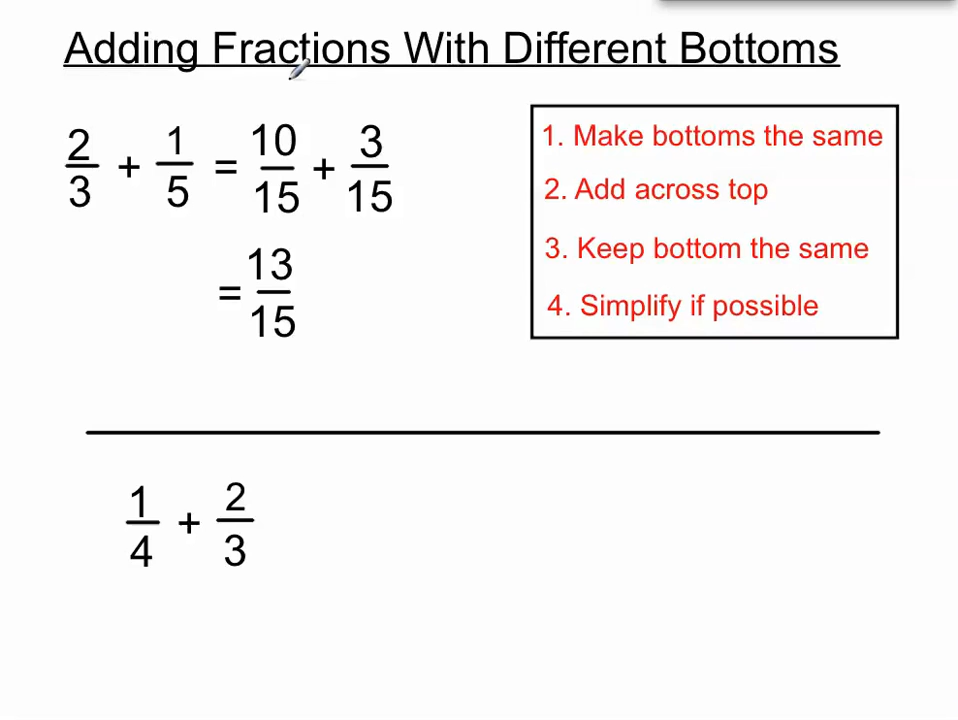 Adding Fractions With Different Bottoms
2/3 + 1/5 = 10/15 + 3/15
= 13/15
1. Make bottoms the same
2. Add across top
3. Keep bottom the same
4. Simplify if possible
1/4 + 2/3